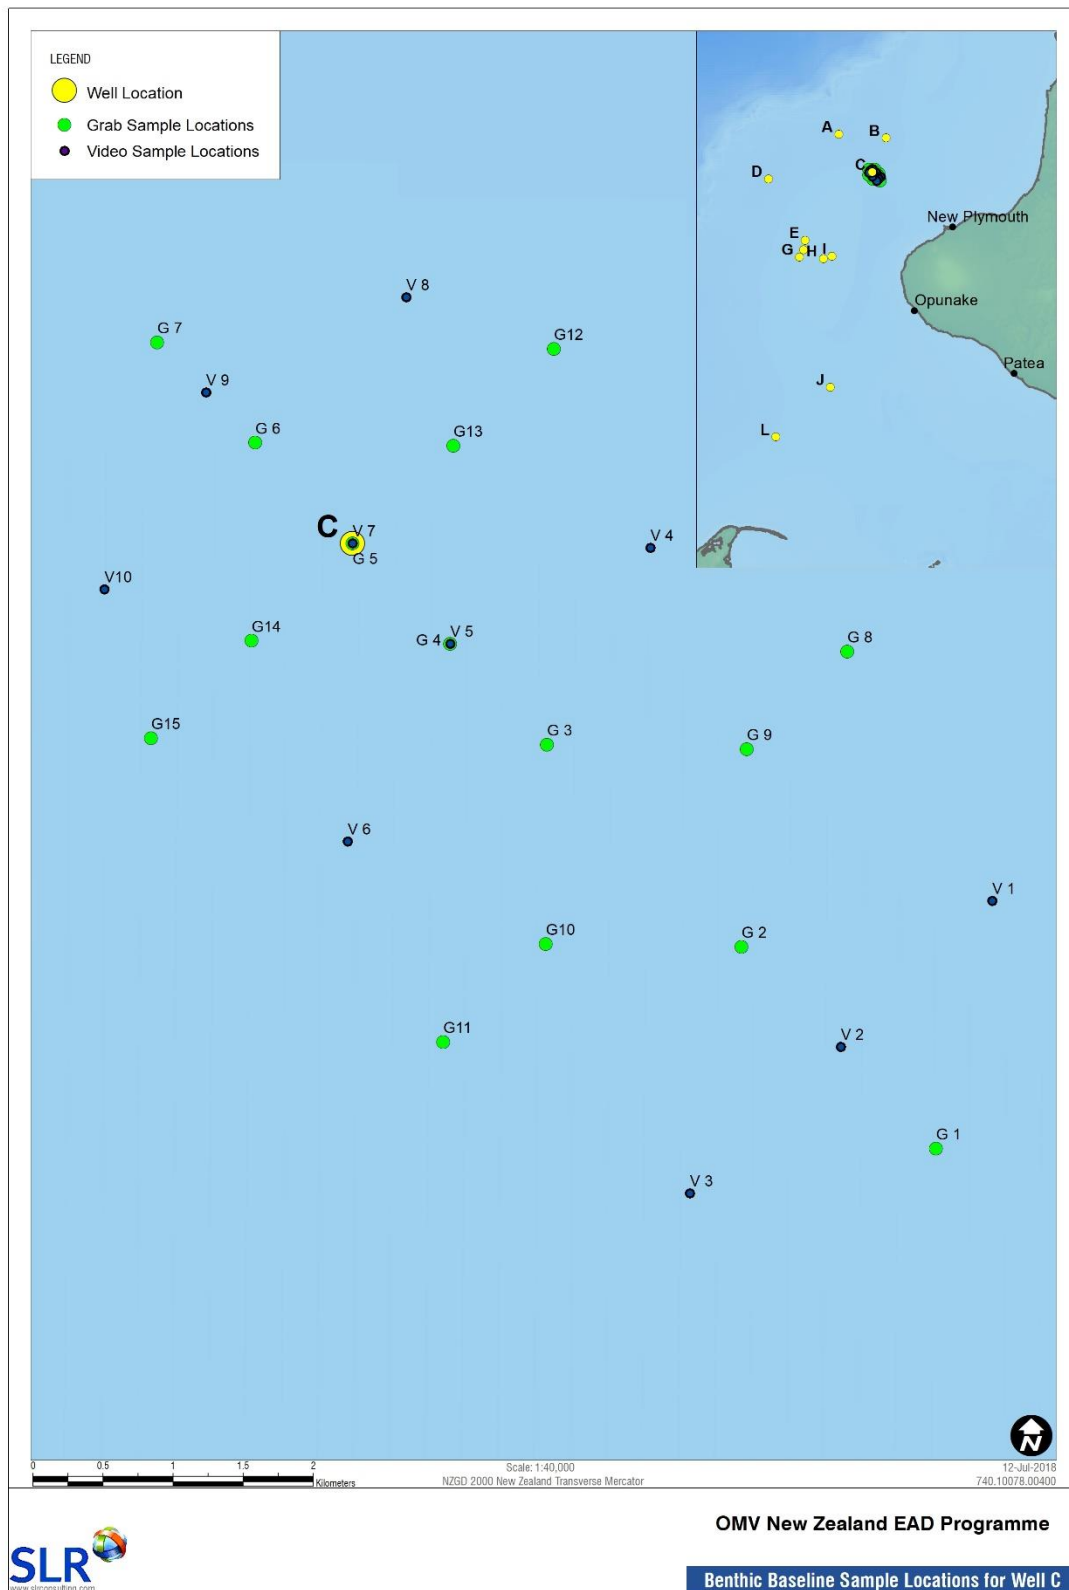 LEGEND
Well Location
Grab Sample Locations
Video Sample Locations
A
B
C
D
New Plymouth
E
G
H
I
Opunake
Patea
J
L
V 8
G 7
G12
V 9
G 6
G13
C
V 7
G 5
V 4
V10
G14
G 4
V 5
G 8
G15
G 3
G 9
V 6
V 1
G10
G 2
G11
V 2
G 1
V 3
N
0 0.5 1 1.5 2
Kilometers
Scale: 1:40,000
NZGD 2000 New Zealand Transverse Mercator
12-Jul-2018
740.10078.00400
OMV New Zealand EAD Programme
SLR
www.slrconsulting.com
Benthic Baseline Sample Locations for Well C